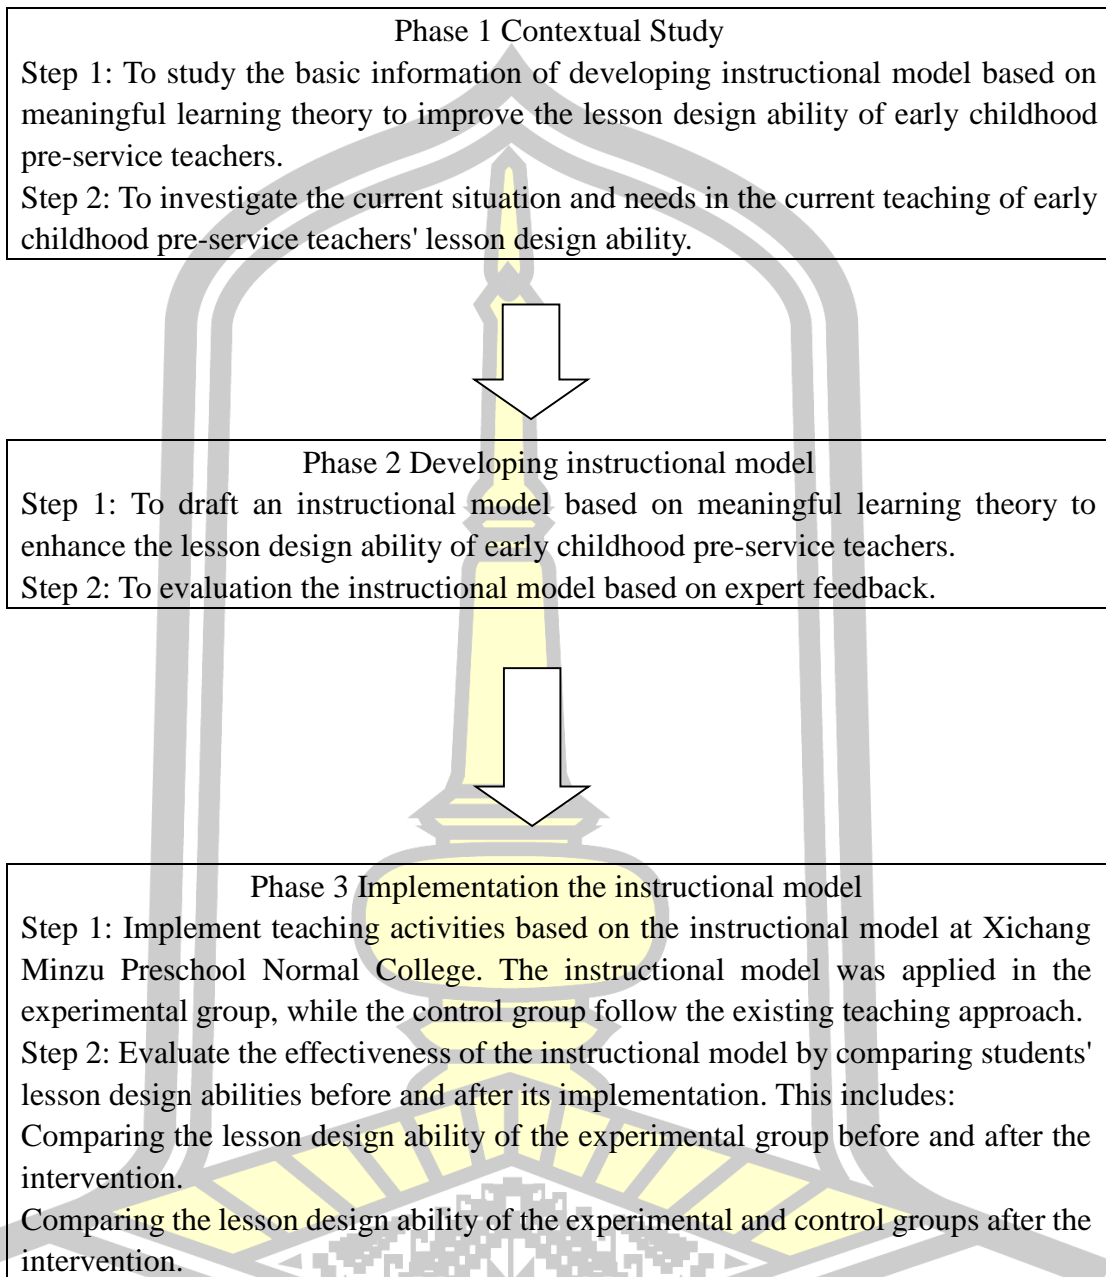 Phase 1 Contextual Study
Step 1: To study the basic information of developing instructional model based on
meaningful learning theory to improve the lesson design ability of early childhood
pre-service teachers.
Step 2: To investigate the current situation and needs in the current teaching of early
childhood pre-service teachers' lesson design ability.
Phase 2 Developing instructional model
Step 1: To draft an instructional model based on meaningful learning theory to
enhance the lesson design ability of early childhood pre-service teachers.
Step 2: To evaluation the instructional model based on expert feedback.
Phase 3 Implementation the instructional model
Step 1: Implement teaching activities based on the instructional model at Xichang
Minzu Preschool Normal College. The instructional model was applied in the
experimental group, while the control group follow the existing teaching approach.
Step 2: Evaluate the effectiveness of the instructional model by comparing students'
lesson design abilities before and after its implementation. This includes:
Comparing the lesson design ability of the experimental group before and after the
intervention.
Comparing the lesson design ability of the experimental and control groups after the
intervention.